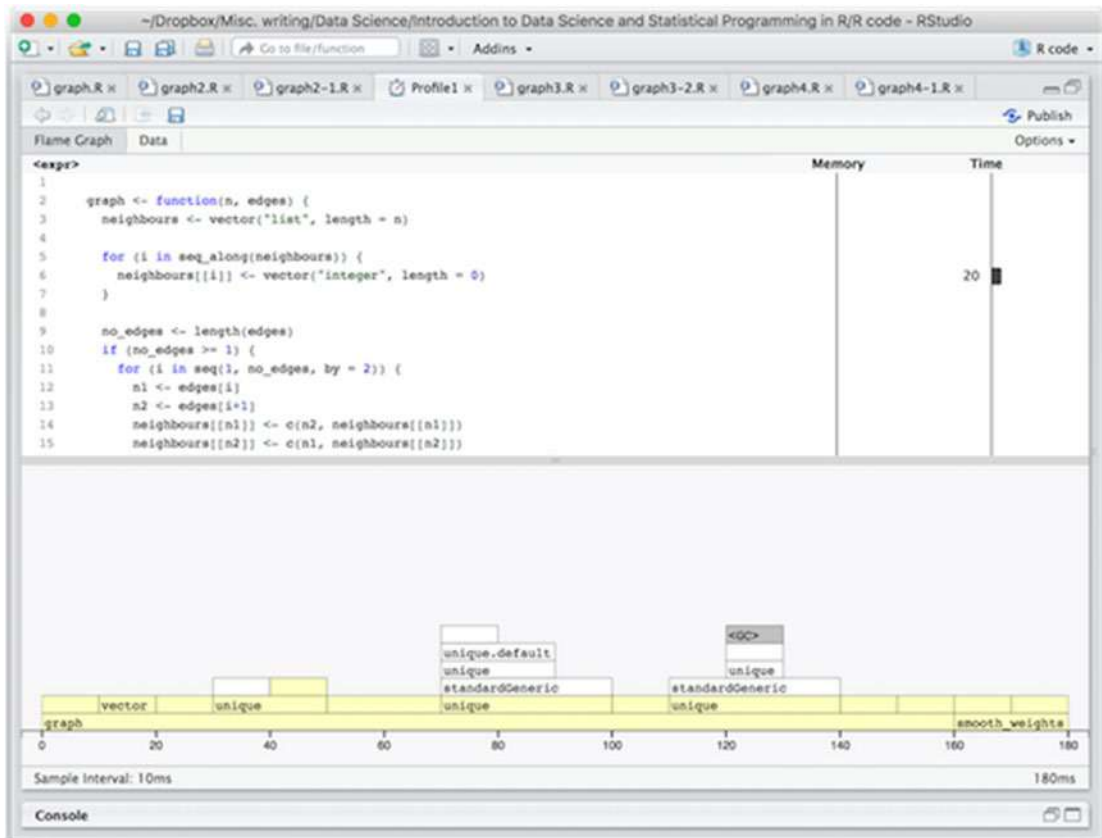 ~/Dropbox/Misc. writing/Data Science/Introduction to Data Science and Statistical Programming in R/R code - RStudio
Go to file/function Addins R code
graph.R graph2.R graph2-1.R Profile1 graph3.R graph3-2.R graph4.R graph4-1.R
Publish
Flame Graph Data Options
<expr> Memory Time
1
2 graph <- function(n, edges) {
3 neighbours <- vector("list", length = n)
4
5 for (i in seq_along(neighbours)) {
6 neighbours[[i]] <- vector("integer", length = 0) 20
7 }
8
9 no_edges <- length(edges)
10 if (no_edges >= 1) {
11 for (i in seq(1, no_edges, by = 2)) {
12 n1 <- edges[i]
13 n2 <- edges[i+1]
14 neighbours[[n1]] <- c(n2, neighbours[[n1]])
15 neighbours[[n2]] <- c(n1, neighbours[[n2]])
<GC>
unique.default
unique unique
standardGeneric standardGeneric
vector unique unique unique
graph smooth_weights
0 20 40 60 80 100 120 140 160 180
Sample Interval: 10ms 180ms
Console